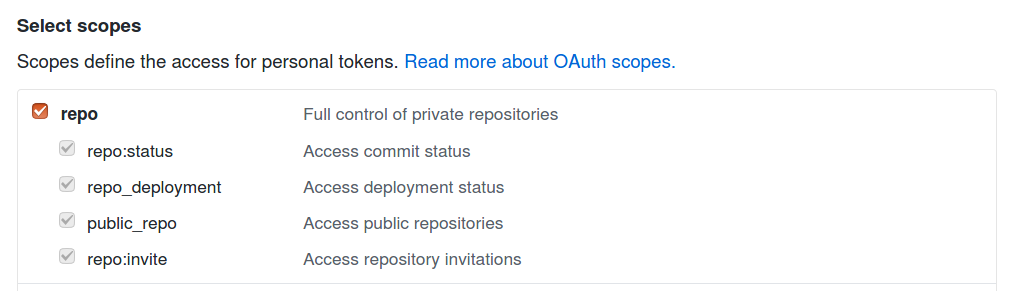 Select scopes
Scopes define the access for personal tokens. Read more about OAuth scopes.
repo Full control of private repositories
repo:status Access commit status
repo_deployment Access deployment status
public_repo Access public repositories
repo:invite Access repository invitations